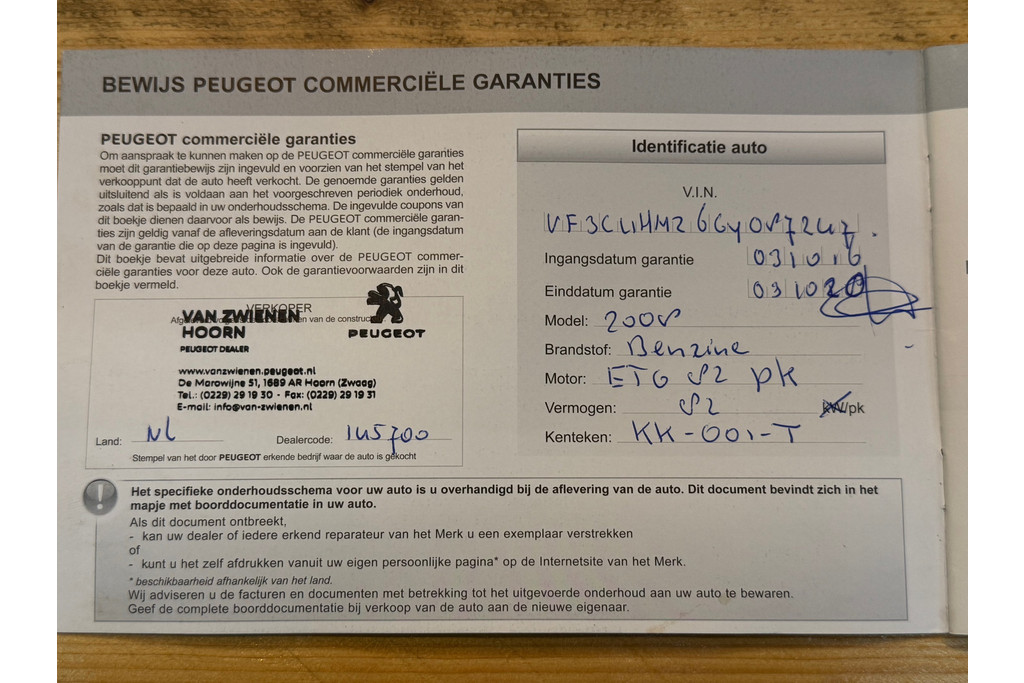 BEWIJS PEUGEOT COMMERCIËLE GARANTIES
PEUGEOT commerciële garanties
Om aanspraak te kunnen maken op de PEUGEOT commerciële garanties
moet dit garantiebewijs zijn ingevuld en voorzien van het stempel van het
verkooppunt dat de auto heeft verkocht. De genoemde garanties gelden
uitsluitend als is voldaan aan het voorgeschreven periodiek onderhoud,
zoals dat is bepaald in uw onderhoudsschema. De ingevulde coupons van
dit boekje dienen daarvoor als bewijs. De PEUGEOT commerciële garan-
ties zijn geldig vanaf de afleveringsdatum aan de klant (de ingangsdatum
van de garantie die op deze pagina is ingevuld).
Dit boekje bevat uitgebreide informatie over de PEUGEOT commer-
ciële garanties voor deze auto. Ook de garantievoorwaarden zijn in dit
boekje vermeld.
VERKOPER
van de
VAN ZWIENEN
HOORN
PEUGEOT DEALER
PEUGEOT
www.vanzwienen.peugeot.nl
De Marowijne 51, 1689 AR Hoorn (Zwaag)
Tel.: (0229) 29 19 30 - Fax: (0229) 29 19 31
E-mail: info@van-zwienen.nl
Land: NL Dealercode: 145700
Stempel van het door PEUGEOT erkende bedrijf waar de auto is gekocht
Identificatie auto
V.I.N.
Ingangsdatum garantie 031016
Einddatum garantie 031020
Model: 2008
Brandstof: Benzine
Motor: ETG 82 pk
Vermogen: 82 kW/pk
Kenteken: KK-001-T
Het specifieke onderhoudsschema voor uw auto is u overhandigd bij de aflevering van de auto. Dit document bevindt zich in het
mapje met boorddocumentatie in uw auto.
Als dit document ontbreekt,
- kan uw dealer of iedere erkend reparateur van het Merk u een exemplaar verstrekken
of
- kunt u het zelf afdrukken vanuit uw eigen persoonlijke pagina* op de Internetsite van het Merk.
* beschikbaarheid afhankelijk van het land.
Wij adviseren u de facturen en documenten met betrekking tot het uitgevoerde onderhoud aan uw auto te bewaren.
Geef de complete boorddocumentatie bij verkoop van de auto aan de nieuwe eigenaar.